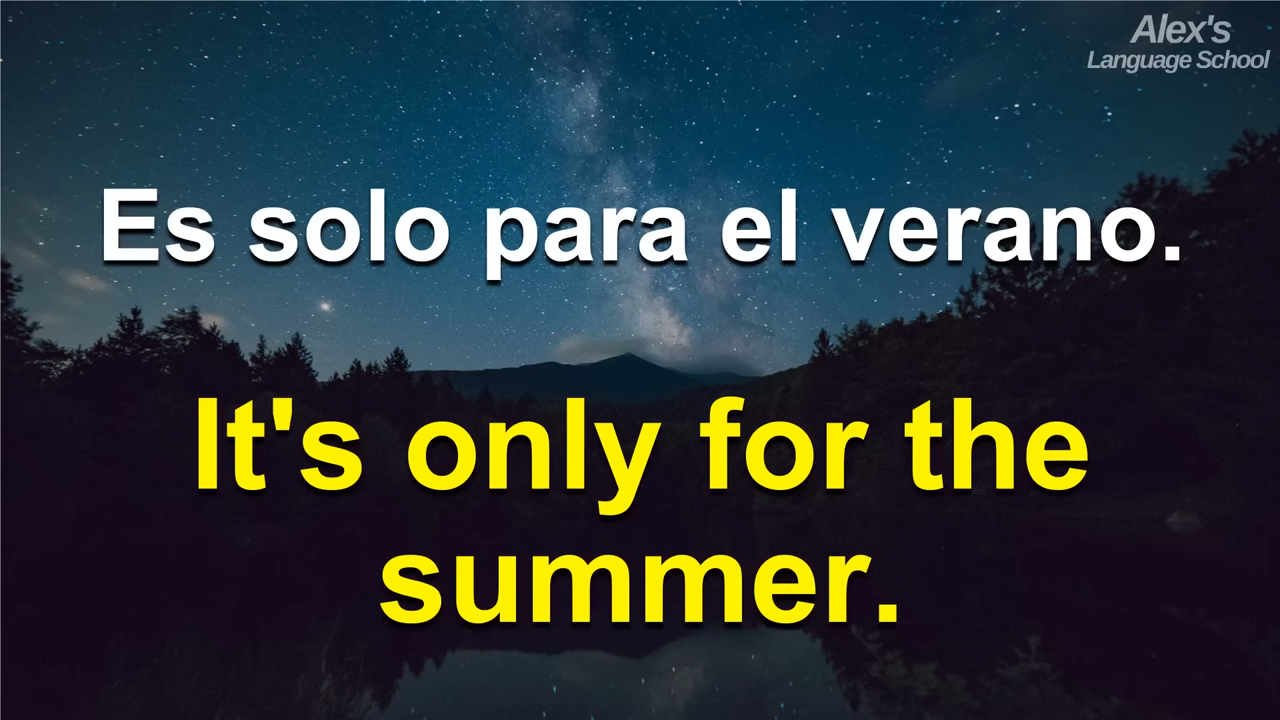 Alex's
Language School
Es solo para el verano.
It's only for the
summer.